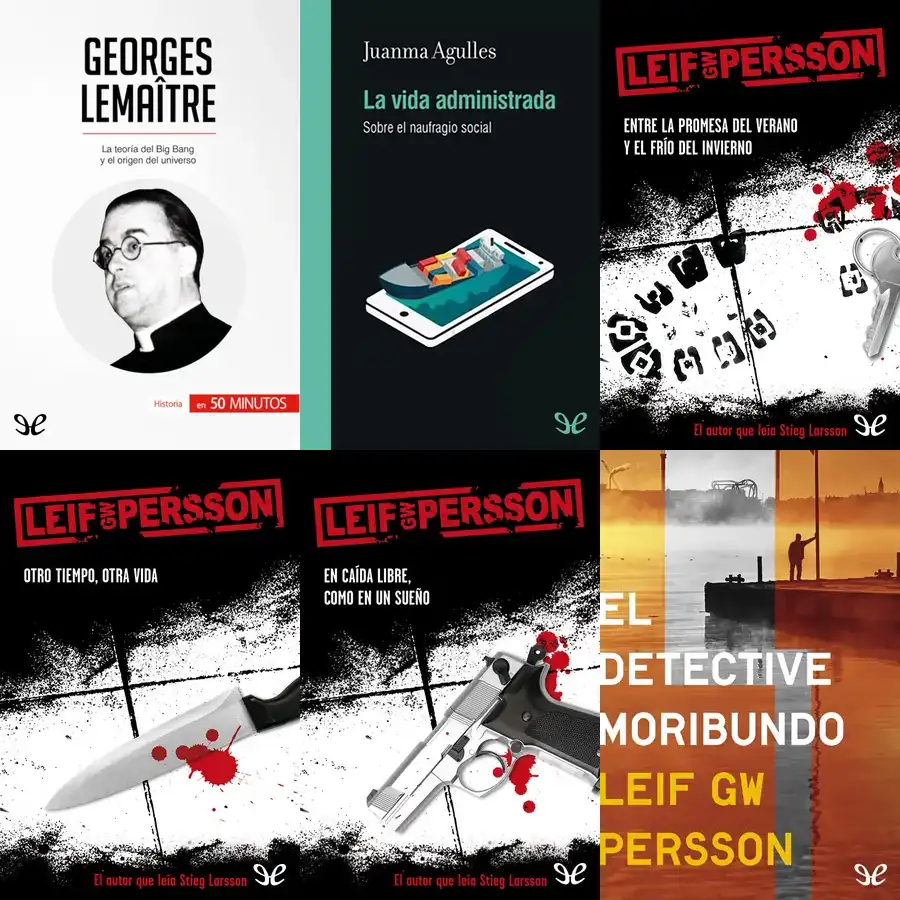 GEORGES
LEMAÎTRE
La teoría del Big Bang
y el origen del universo
Historia en 50 MINUTOS
Juanma Agulles
La vida administrada
Sobre el naufragio social
LEIF GW PERSSON
ENTRE LA PROMESA DEL VERANO
Y EL FRÍO DEL INVIERNO
El autor que leía Stieg Larsson
LEIF GW PERSSON
OTRO TIEMPO, OTRA VIDA
El autor que leía Stieg Larsson
LEIF GW PERSSON
EN CAÍDA LIBRE,
COMO EN UN SUEÑO
El autor que leía Stieg Larsson
EL
DETECTIVE
MORIBUNDO
LEIF GW
PERSSON